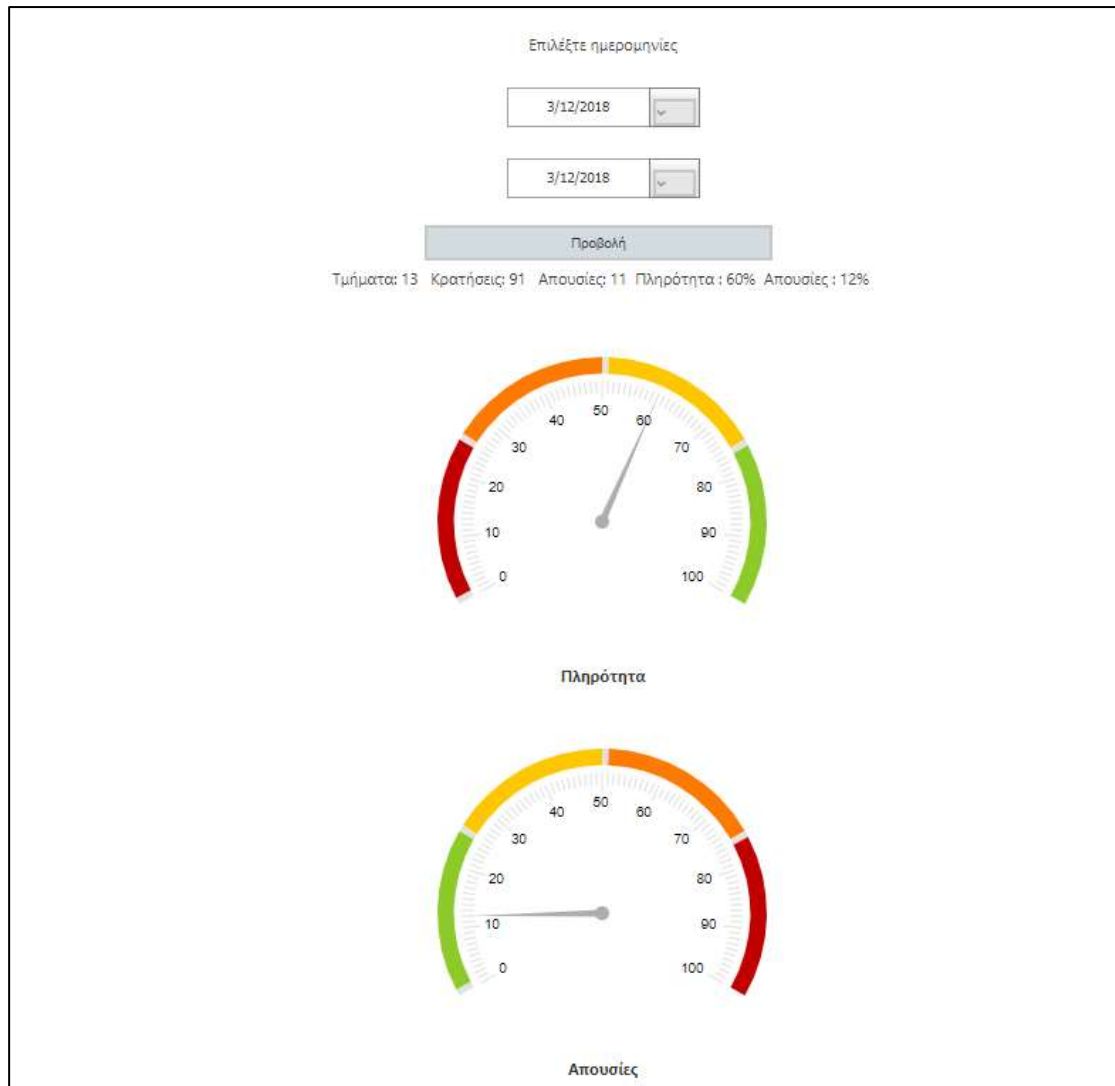 Επιλέξτε ημερομηνίες
3/12/2018
3/12/2018
Προβολή
Τμήματα: 13 Κρατήσεις: 91 Απουσίες: 11 Πληρότητα : 60% Απουσίες : 12%
0 10 20 30 40 50 60 70 80 90 100
Πληρότητα
0 10 20 30 40 50 60 70 80 90 100
Απουσίες